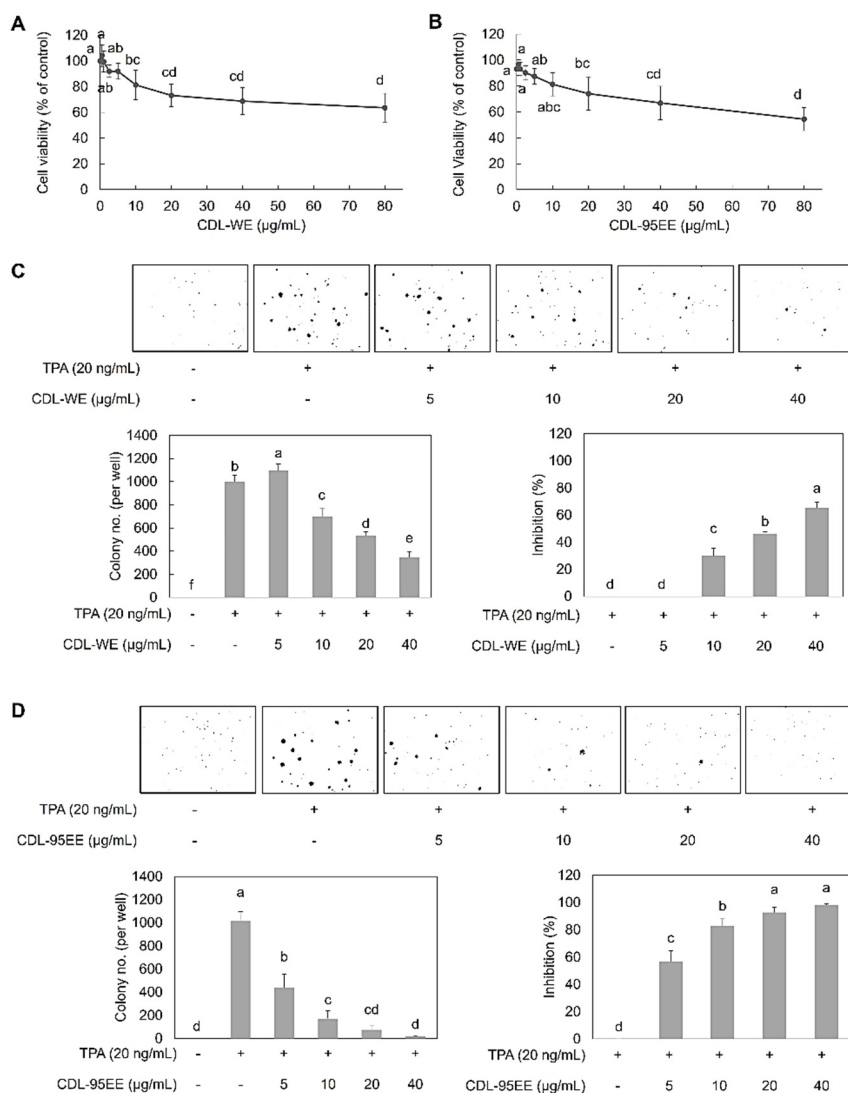 A
Cell viability (% of control)
120
100
80
60
40
20
0
a
a
ab
ab
bc
cd
cd
d
0 10 20 30 40 50 60 70 80
CDL-WE (µg/mL)
B
Cell Viability (% of control)
120
100
80
60
40
20
0
a
a
a
ab
abc
bc
cd
d
0 10 20 30 40 50 60 70 80
CDL-95EE (µg/mL)
C
TPA (20 ng/mL) - + + + + +
CDL-WE (µg/mL) - - 5 10 20 40
Colony no. (per well)
1400
1200
1000
800
600
400
200
0
f b a c d e
TPA (20 ng/mL) - + + + + +
CDL-WE (µg/mL) - - 5 10 20 40
Inhibition (%)
120
100
80
60
40
20
0
d d c b a
TPA (20 ng/mL) + + + + +
CDL-WE (µg/mL) - 5 10 20 40
D
TPA (20 ng/mL) - + + + + +
CDL-95EE (µg/mL) - - 5 10 20 40
Colony no. (per well)
1400
1200
1000
800
600
400
200
0
d a b c cd d
TPA (20 ng/mL) - + + + + +
CDL-95EE (µg/mL) - - 5 10 20 40
Inhibition (%)
120
100
80
60
40
20
0
d c b a a
TPA (20 ng/mL) + + + + +
CDL-95EE (µg/mL) - 5 10 20 40